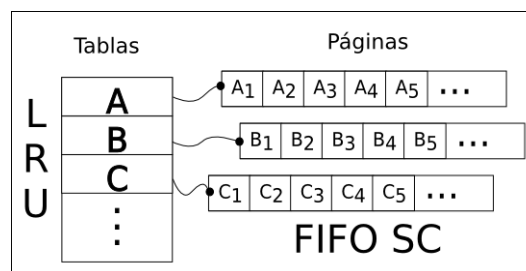 Tablas
Páginas
LRU
A
B
C
⋮
A1 A2 A3 A4 A5 ...
B1 B2 B3 B4 B5 ...
C1 C2 C3 C4 C5 ...
FIFO SC